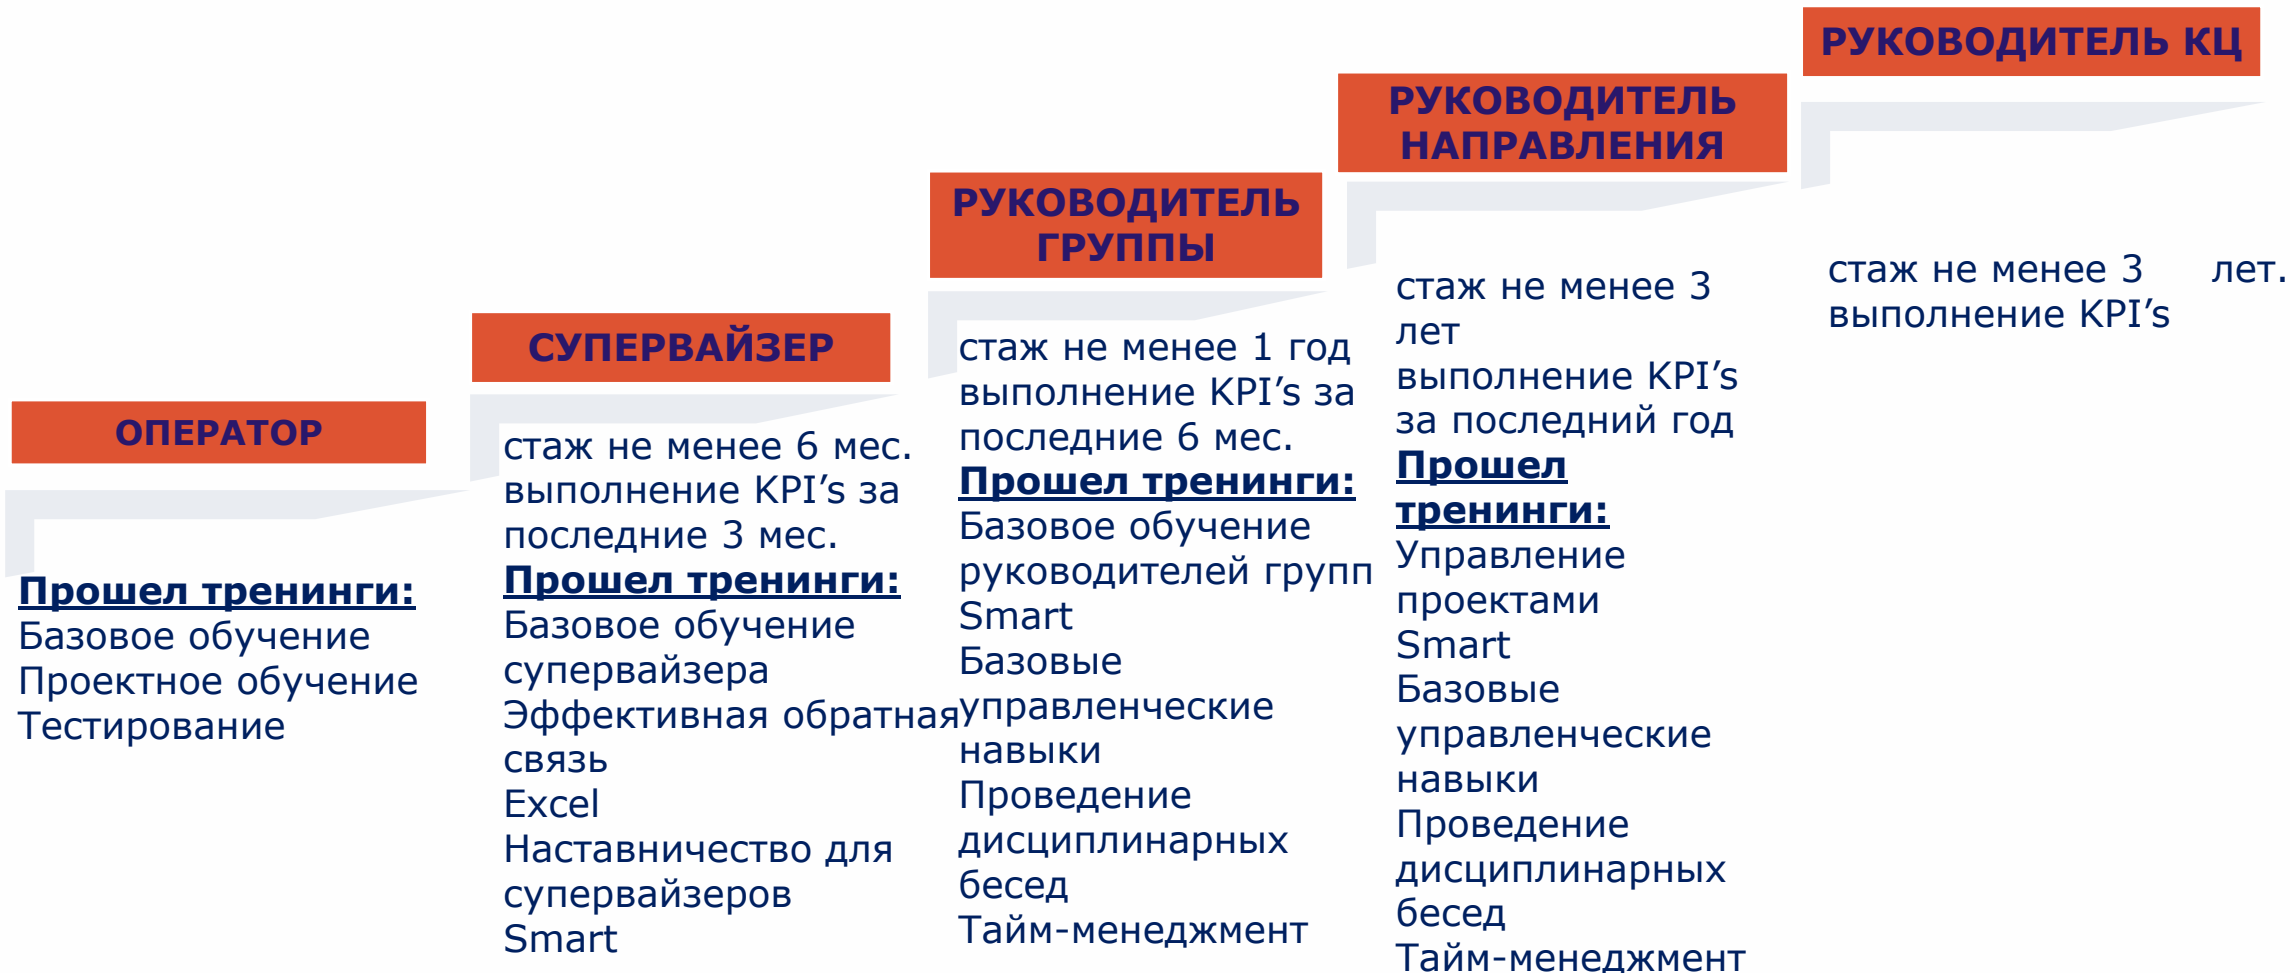 ОПЕРАТОР
Прошел тренинги:
Базовое обучение
Проектное обучение
Тестирование
СУПЕРВАЙЗЕР
стаж не менее 6 мес.
выполнение KPI’s за
последние 3 мес.
Прошел тренинги:
Базовое обучение
супервайзера
Эффективная обратная
связь
Excel
Наставничество для
супервайзеров
Smart
РУКОВОДИТЕЛЬ
ГРУППЫ
стаж не менее 1 год
выполнение KPI’s за
последние 6 мес.
Прошел тренинги:
Базовое обучение
руководителей групп
Smart
Базовые
управленческие
навыки
Проведение
дисциплинарных
бесед
Тайм-менеджмент
РУКОВОДИТЕЛЬ
НАПРАВЛЕНИЯ
стаж не менее 3
лет
выполнение KPI’s
за последний год
Прошел
тренинги:
Управление
проектами
Smart
Базовые
управленческие
навыки
Проведение
дисциплинарных
бесед
Тайм-менеджмент
РУКОВОДИТЕЛЬ КЦ
стаж не менее 3 лет.
выполнение KPI’s